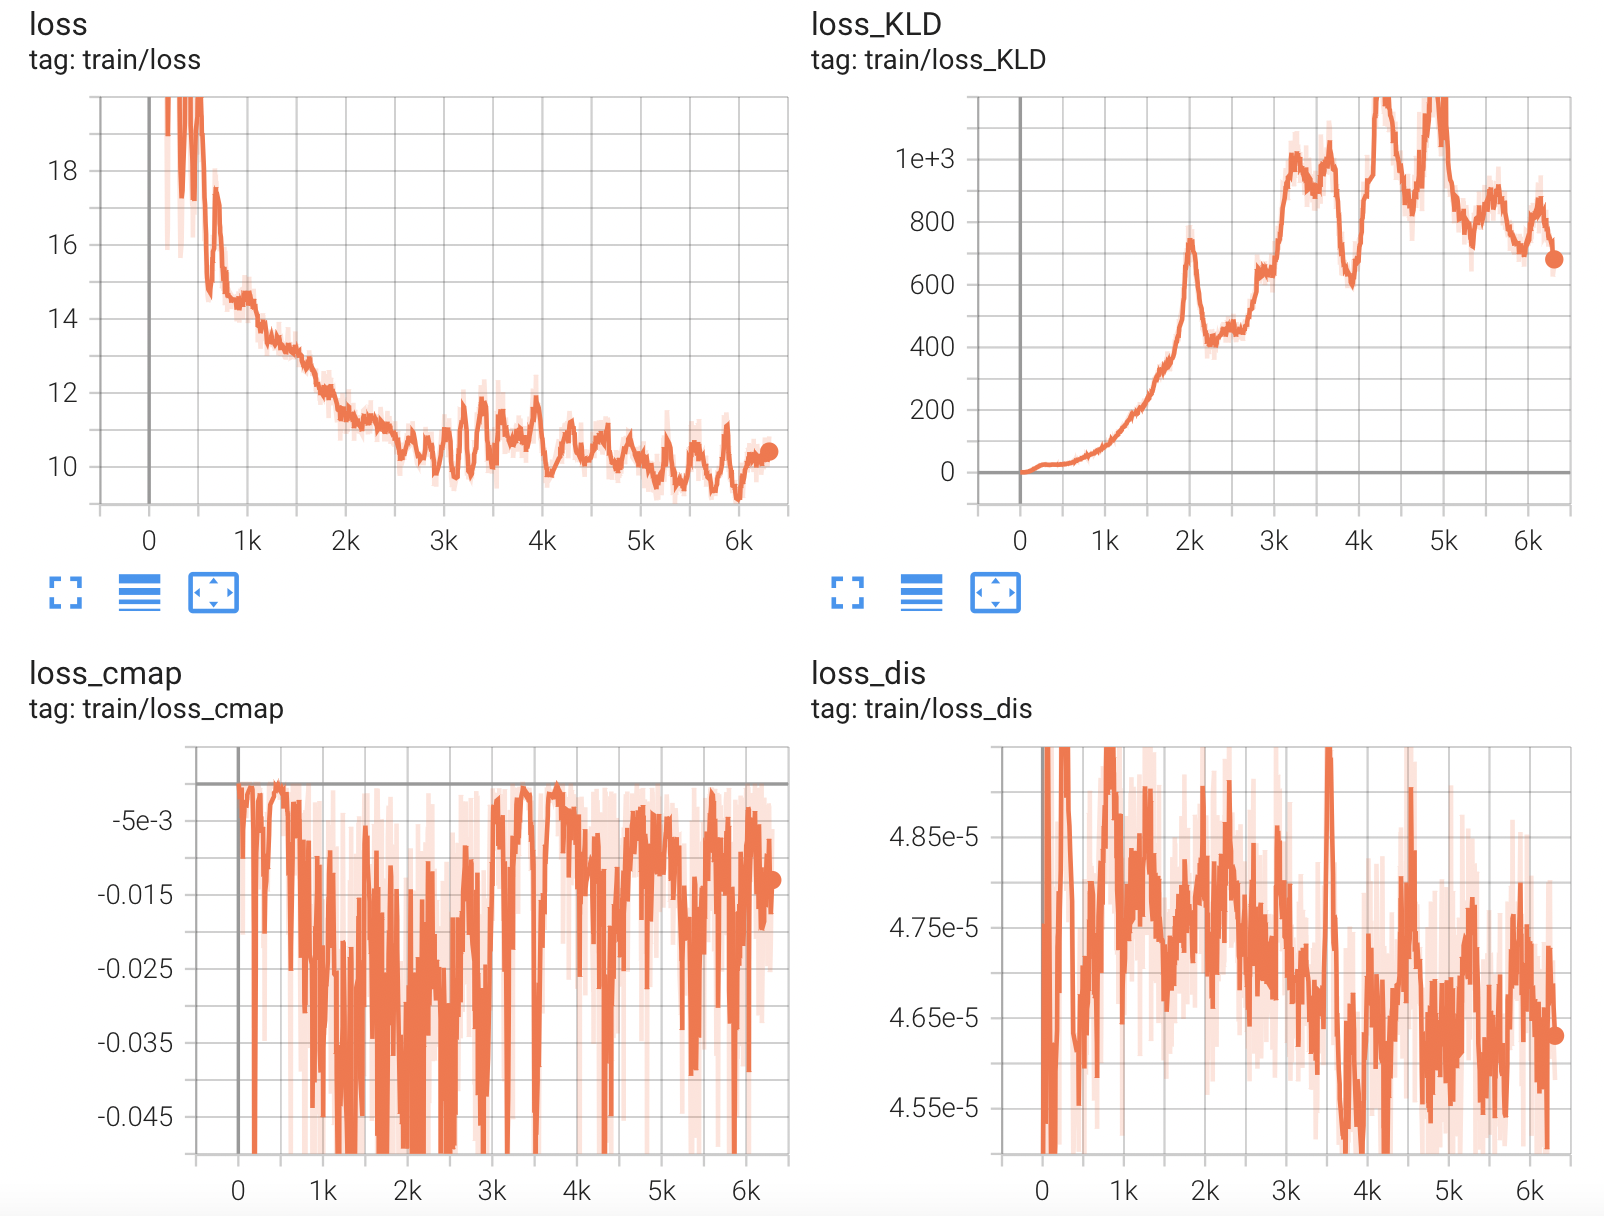 loss
tag: train/loss
18
16
14
12
10
0 1k 2k 3k 4k 5k 6k
loss_KLD
tag: train/loss_KLD
1e+3
800
600
400
200
0
0 1k 2k 3k 4k 5k 6k
loss_cmap
tag: train/loss_cmap
-5e-3
-0.015
-0.025
-0.035
-0.045
0 1k 2k 3k 4k 5k 6k
loss_dis
tag: train/loss_dis
4.85e-5
4.75e-5
4.65e-5
4.55e-5
0 1k 2k 3k 4k 5k 6k